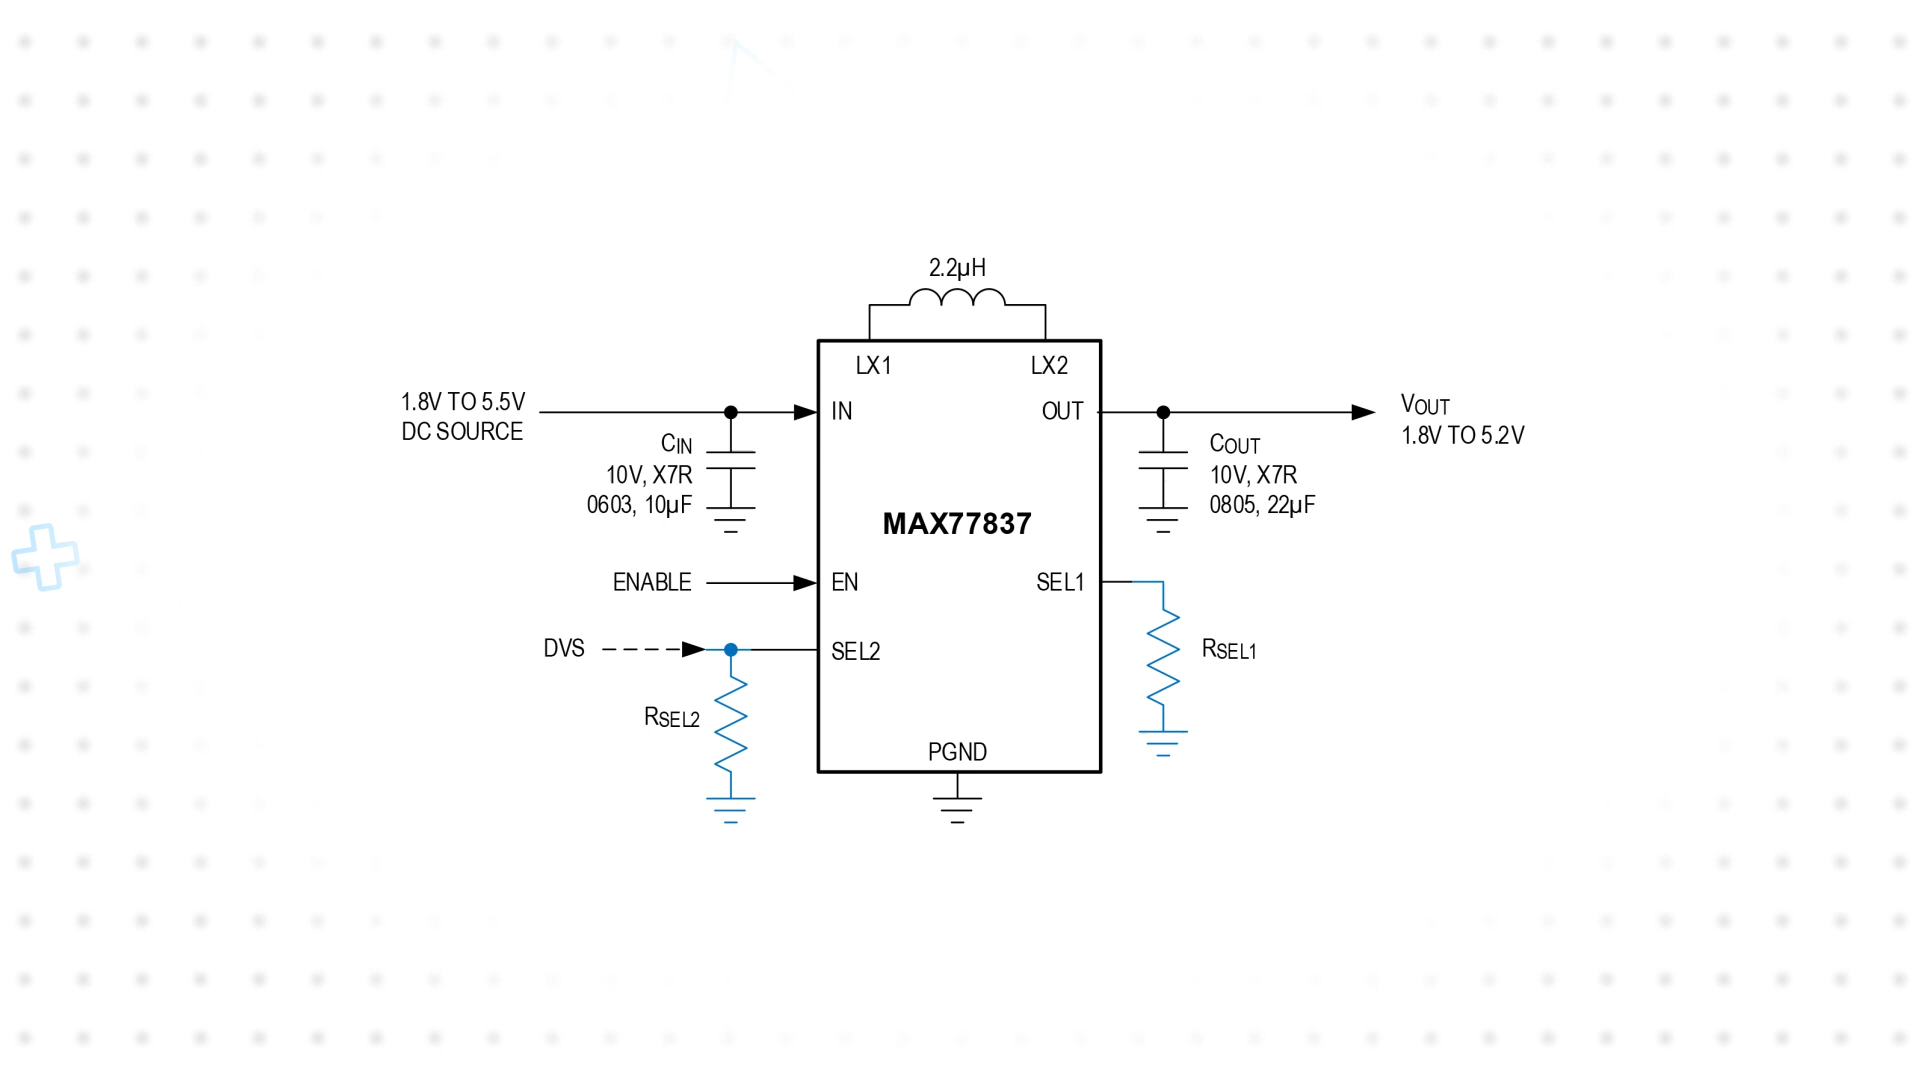 2.2µH
LX1
LX2
1.8V TO 5.5V
DC SOURCE
IN
OUT
VOUT
1.8V TO 5.2V
CIN
10V, X7R
0603, 10µF
COUT
10V, X7R
0805, 22µF
MAX77837
ENABLE
EN
SEL1
DVS
SEL2
RSEL1
RSEL2
PGND